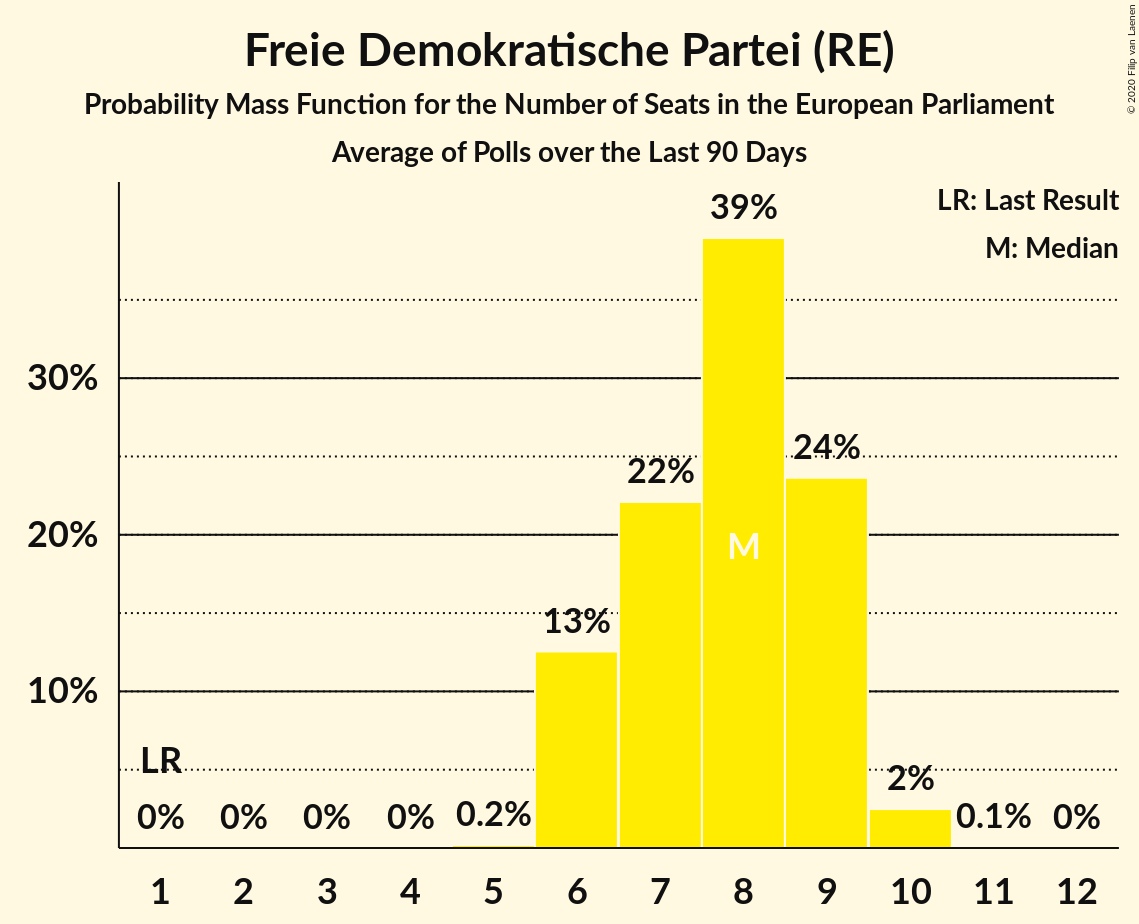 Freie Demokratische Partei (RE)
Probability Mass Function for the Number of Seats in the European Parliament
Average of Polls over the Last 90 Days
© 2020 Filip van Laenen
LR: Last Result
M: Median
39%
30%
24%
22%
20%
M
13%
10%
LR
2%
0% 0% 0% 0% 0.2% 0.1% 0%
1 2 3 4 5 6 7 8 9 10 11 12